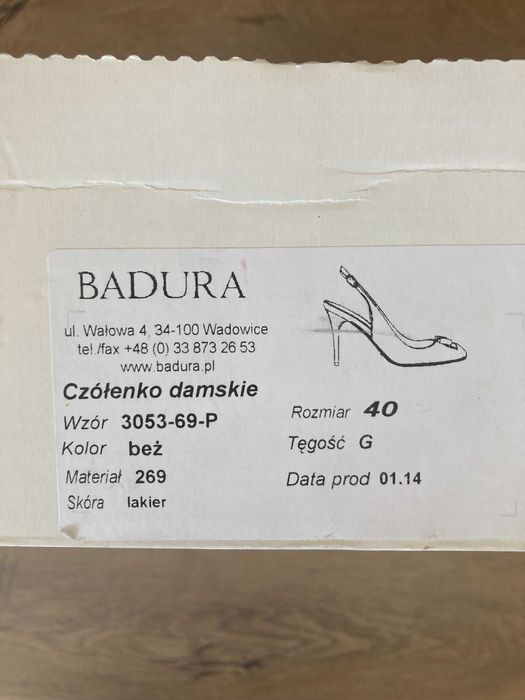 BADURA
ul. Wałowa 4, 34-100 Wadowice
tel./fax +48 (0) 33 873 26 53
www.badura.pl
Czółenko damskie
Wzór 3053-69-P
Kolor beż
Materiał 269
Skóra lakier
Rozmiar 40
Tęgość G
Data prod 01.14